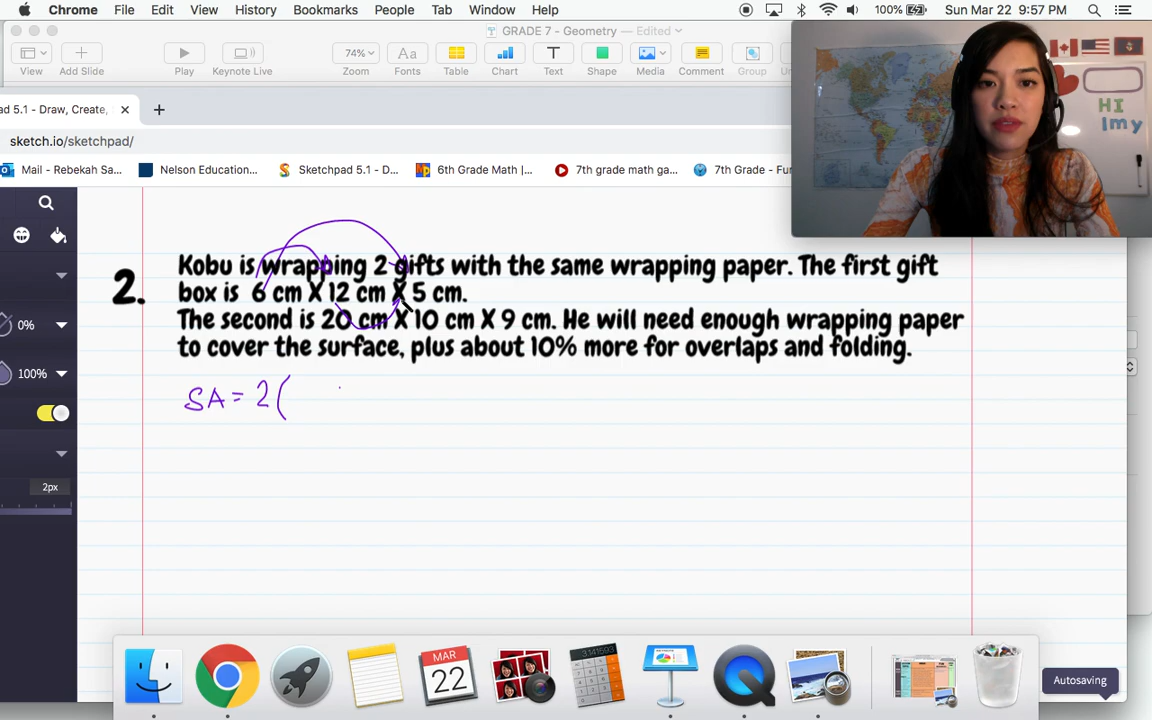 Chrome File Edit View History Bookmarks People Tab Window Help 100% Sun Mar 22 9:57 PM
GRADE 7 - Geometry — Edited
View Add Slide Play Keynote Live 74% Zoom Fonts Table Chart Text Shape Media Comment Group
ad 5.1 - Draw, Create,
sketch.io/sketchpad/
Mail - Rebekah Sa... Nelson Education... Sketchpad 5.1 - D... 6th Grade Math |... 7th grade math ga... 7th Grade - Fun
HI
Imy
2. Kobu is wrapping 2 gifts with the same wrapping paper. The first gift
box is 6 cm X 12 cm X 5 cm.
The second is 20 cm X 10 cm X 9 cm. He will need enough wrapping paper
to cover the surface, plus about 10% more for overlaps and folding.
0%
100%
SA = 2(
2px
MAR
22
3.141593
Autosaving